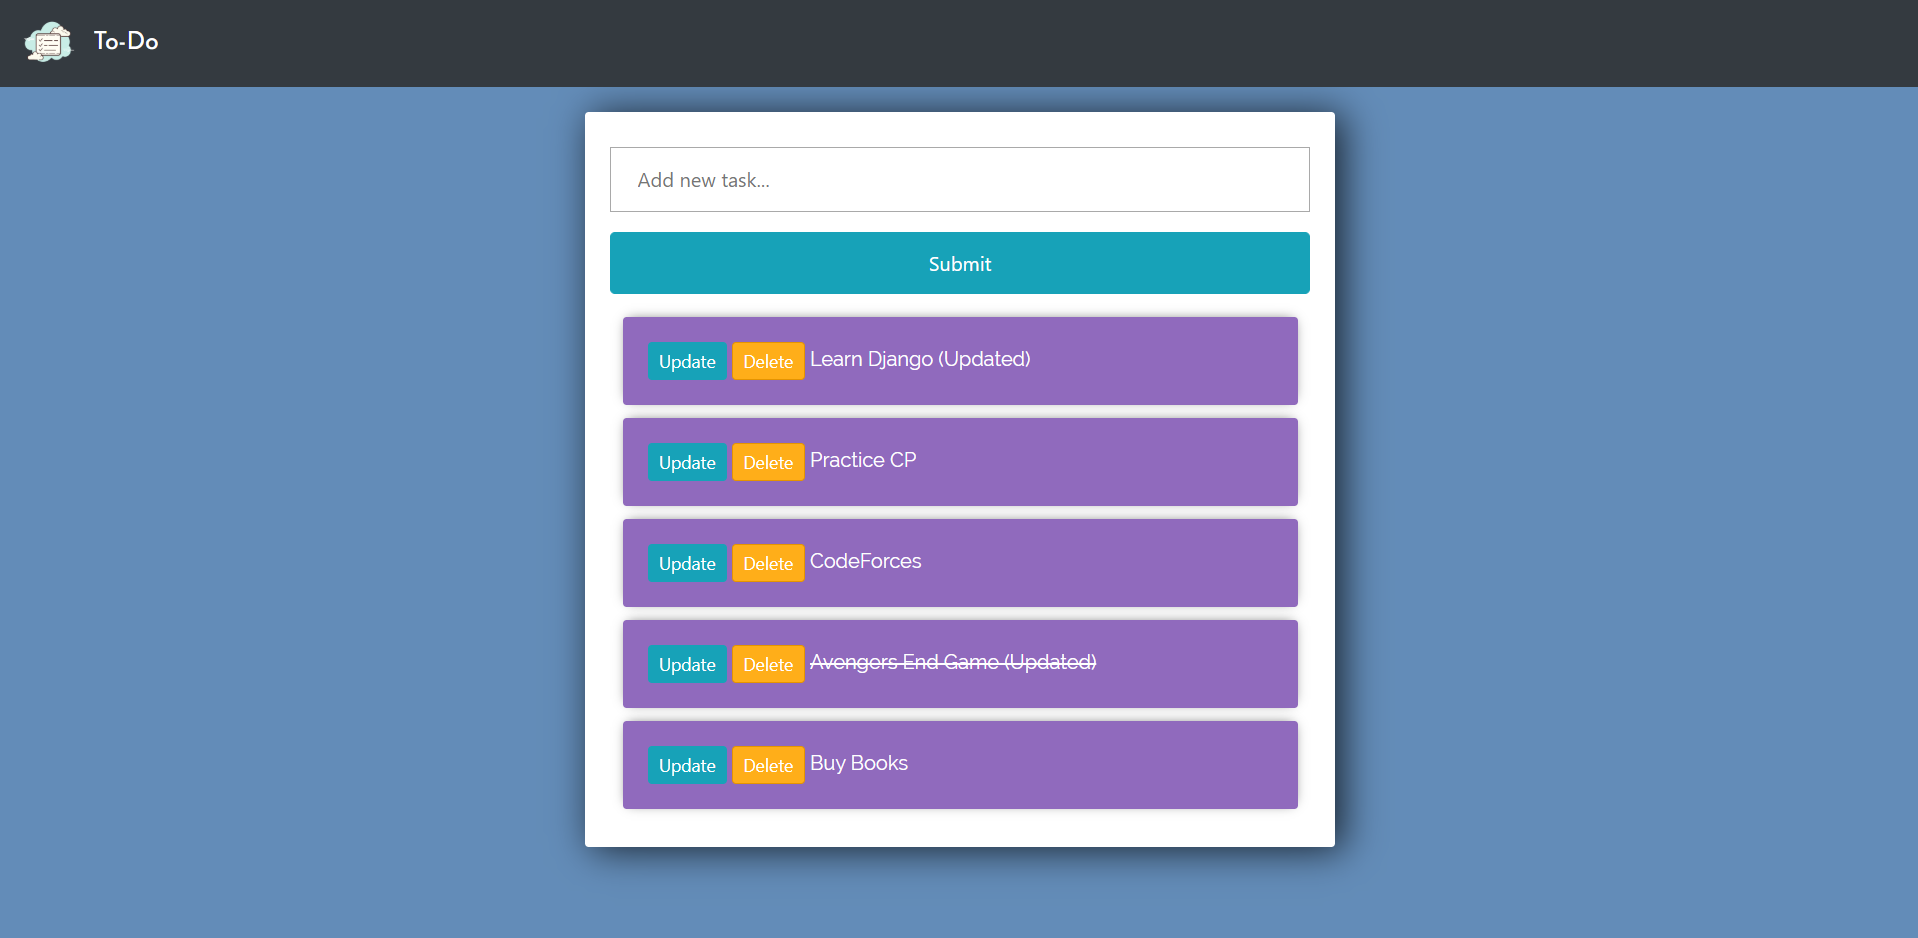 To-Do
Add new task...
Submit
Update Delete Learn Django (Updated)
Update Delete Practice CP
Update Delete CodeForces
Update Delete Avengers End Game (Updated)
Update Delete Buy Books